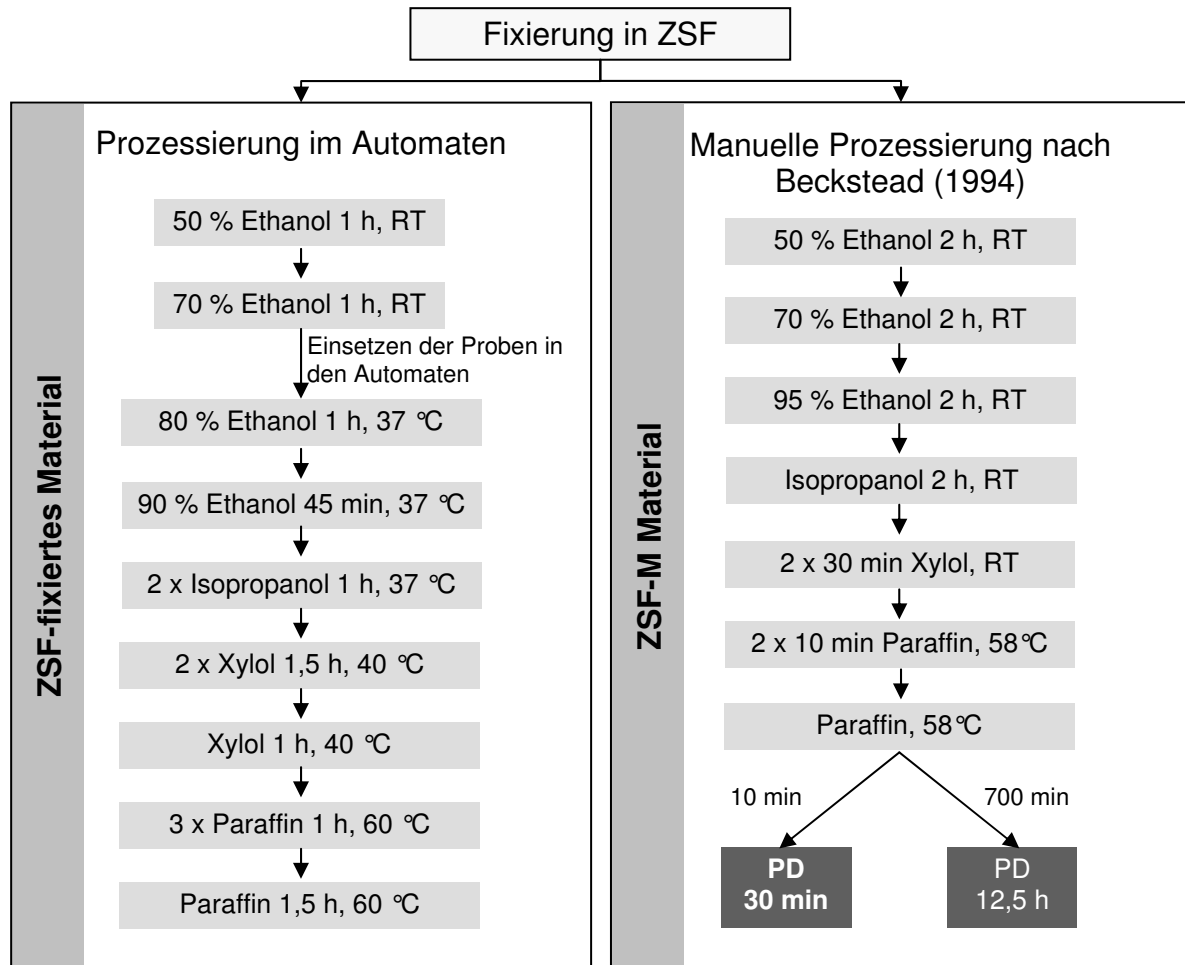 Fixierung in ZSF
ZSF-fixiertes Material
Prozessierung im Automaten
50 % Ethanol 1 h, RT
70 % Ethanol 1 h, RT
Einsetzen der Proben in
den Automaten
80 % Ethanol 1 h, 37 °C
90 % Ethanol 45 min, 37 °C
2 x Isopropanol 1 h, 37 °C
2 x Xylol 1,5 h, 40 °C
Xylol 1 h, 40 °C
3 x Paraffin 1 h, 60 °C
Paraffin 1,5 h, 60 °C
ZSF-M Material
Manuelle Prozessierung nach
Beckstead (1994)
50 % Ethanol 2 h, RT
70 % Ethanol 2 h, RT
95 % Ethanol 2 h, RT
Isopropanol 2 h, RT
2 x 30 min Xylol, RT
2 x 10 min Paraffin, 58°C
Paraffin, 58°C
10 min
700 min
PD
30 min
PD
12,5 h